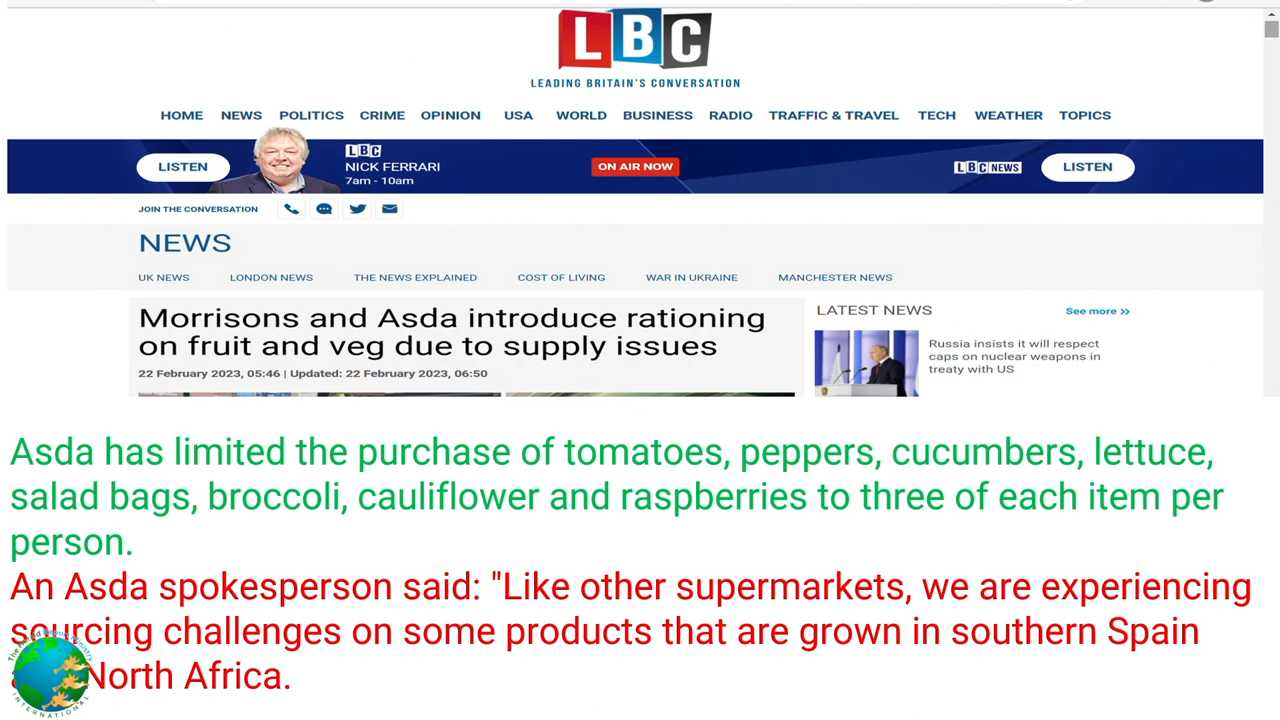 LBC
LEADING BRITAIN'S CONVERSATION
HOME NEWS POLITICS CRIME OPINION USA WORLD BUSINESS RADIO TRAFFIC & TRAVEL TECH WEATHER TOPICS
LISTEN
LBC
NICK FERRARI
7am - 10am
ON AIR NOW
LBC NEWS
LISTEN
JOIN THE CONVERSATION
NEWS
UK NEWS LONDON NEWS THE NEWS EXPLAINED COST OF LIVING WAR IN UKRAINE MANCHESTER NEWS
Morrisons and Asda introduce rationing
on fruit and veg due to supply issues
22 February 2023, 05:46 | Updated: 22 February 2023, 06:50
LATEST NEWS See more »
Russia insists it will respect
caps on nuclear weapons in
treaty with US
Asda has limited the purchase of tomatoes, peppers, cucumbers, lettuce,
salad bags, broccoli, cauliflower and raspberries to three of each item per
person.
An Asda spokesperson said: "Like other supermarkets, we are experiencing
sourcing challenges on some products that are grown in southern Spain
North Africa.
INTERNATIONAL